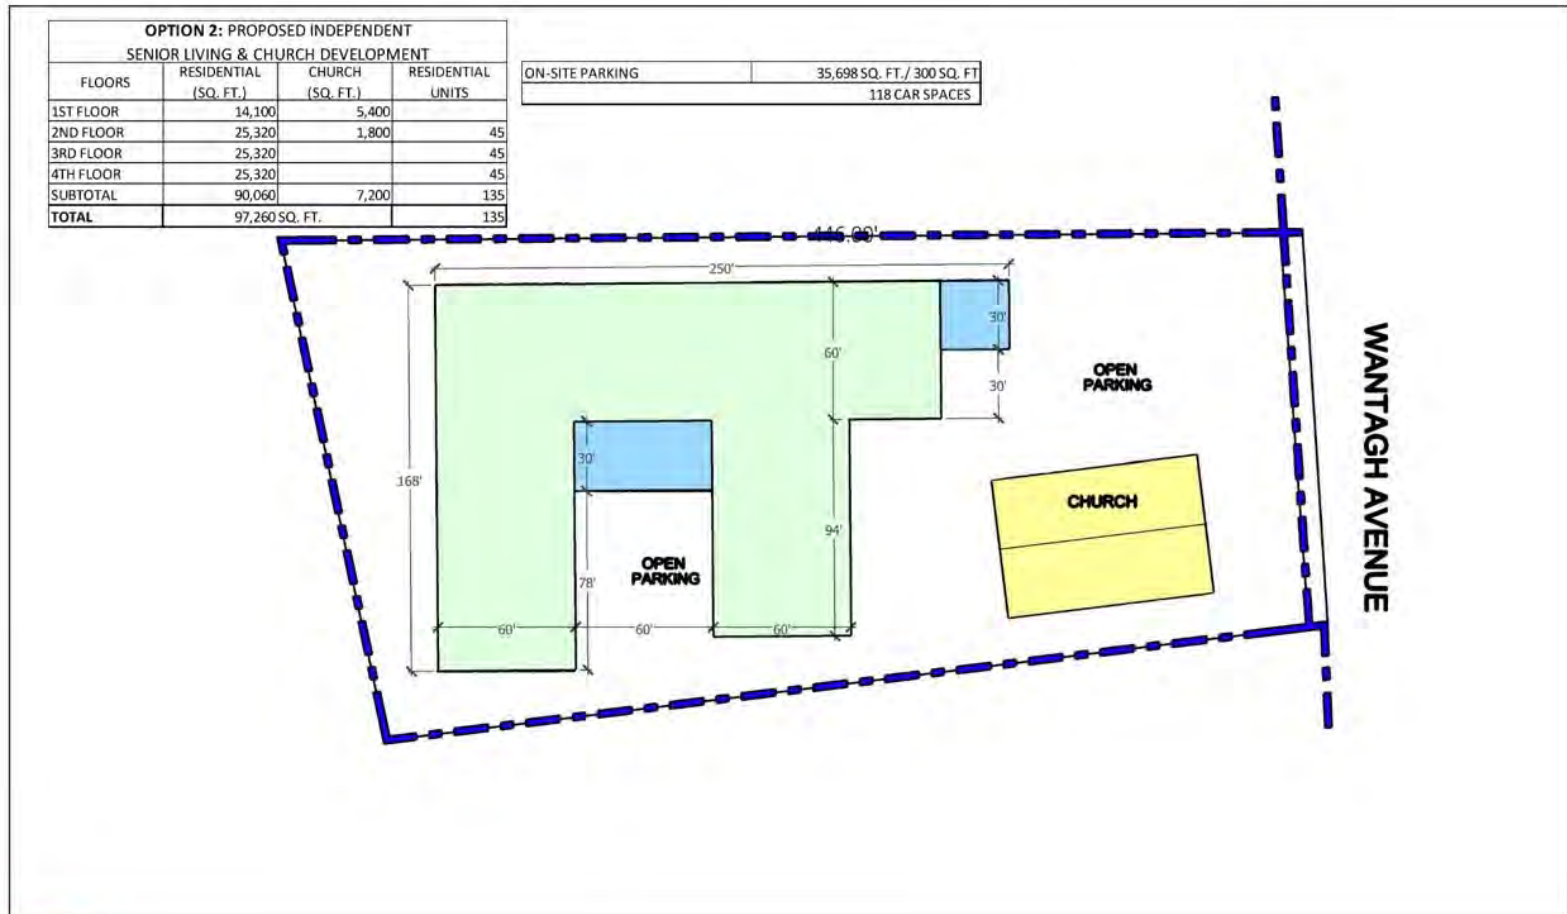 OPTION 2: PROPOSED INDEPENDENT
SENIOR LIVING & CHURCH DEVELOPMENT
FLOORS RESIDENTIAL (SQ. FT.) CHURCH (SQ. FT.) RESIDENTIAL UNITS
1ST FLOOR 14,100 5,400
2ND FLOOR 25,320 1,800 45
3RD FLOOR 25,320 45
4TH FLOOR 25,320 45
SUBTOTAL 90,060 7,200 135
TOTAL 97,260 SQ. FT. 135
ON-SITE PARKING 35,698 SQ. FT./ 300 SQ. FT
118 CAR SPACES
446.00'
250'
30'
60'
30'
OPEN
PARKING
WANTAGH AVENUE
30'
168'
CHURCH
94'
OPEN
PARKING
78'
60'
60'
60'